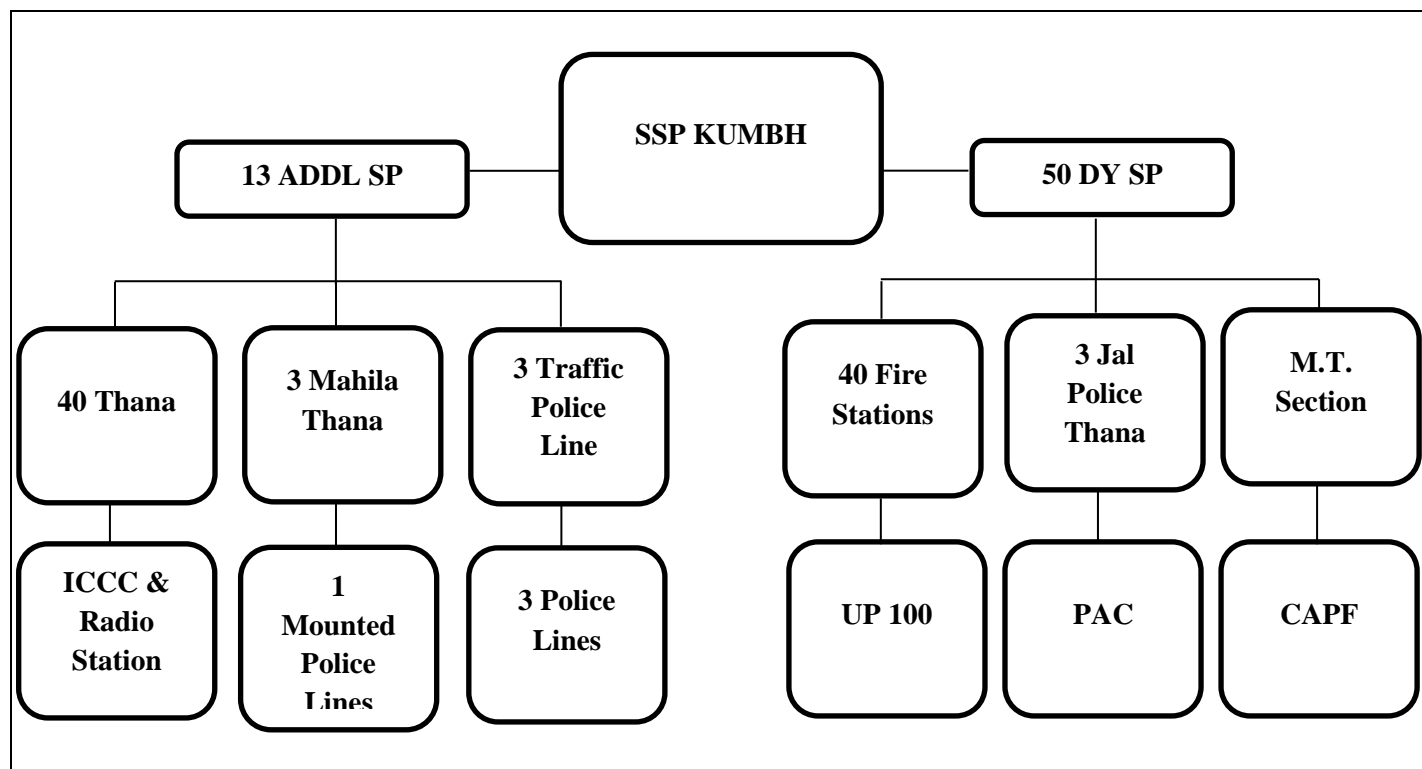 SSP KUMBH
13 ADDL SP
50 DY SP
40 Thana
3 Mahila
Thana
3 Traffic
Police
Line
40 Fire
Stations
3 Jal
Police
Thana
M.T.
Section
ICCC &
Radio
Station
1
Mounted
Police
Lines
3 Police
Lines
UP 100
PAC
CAPF